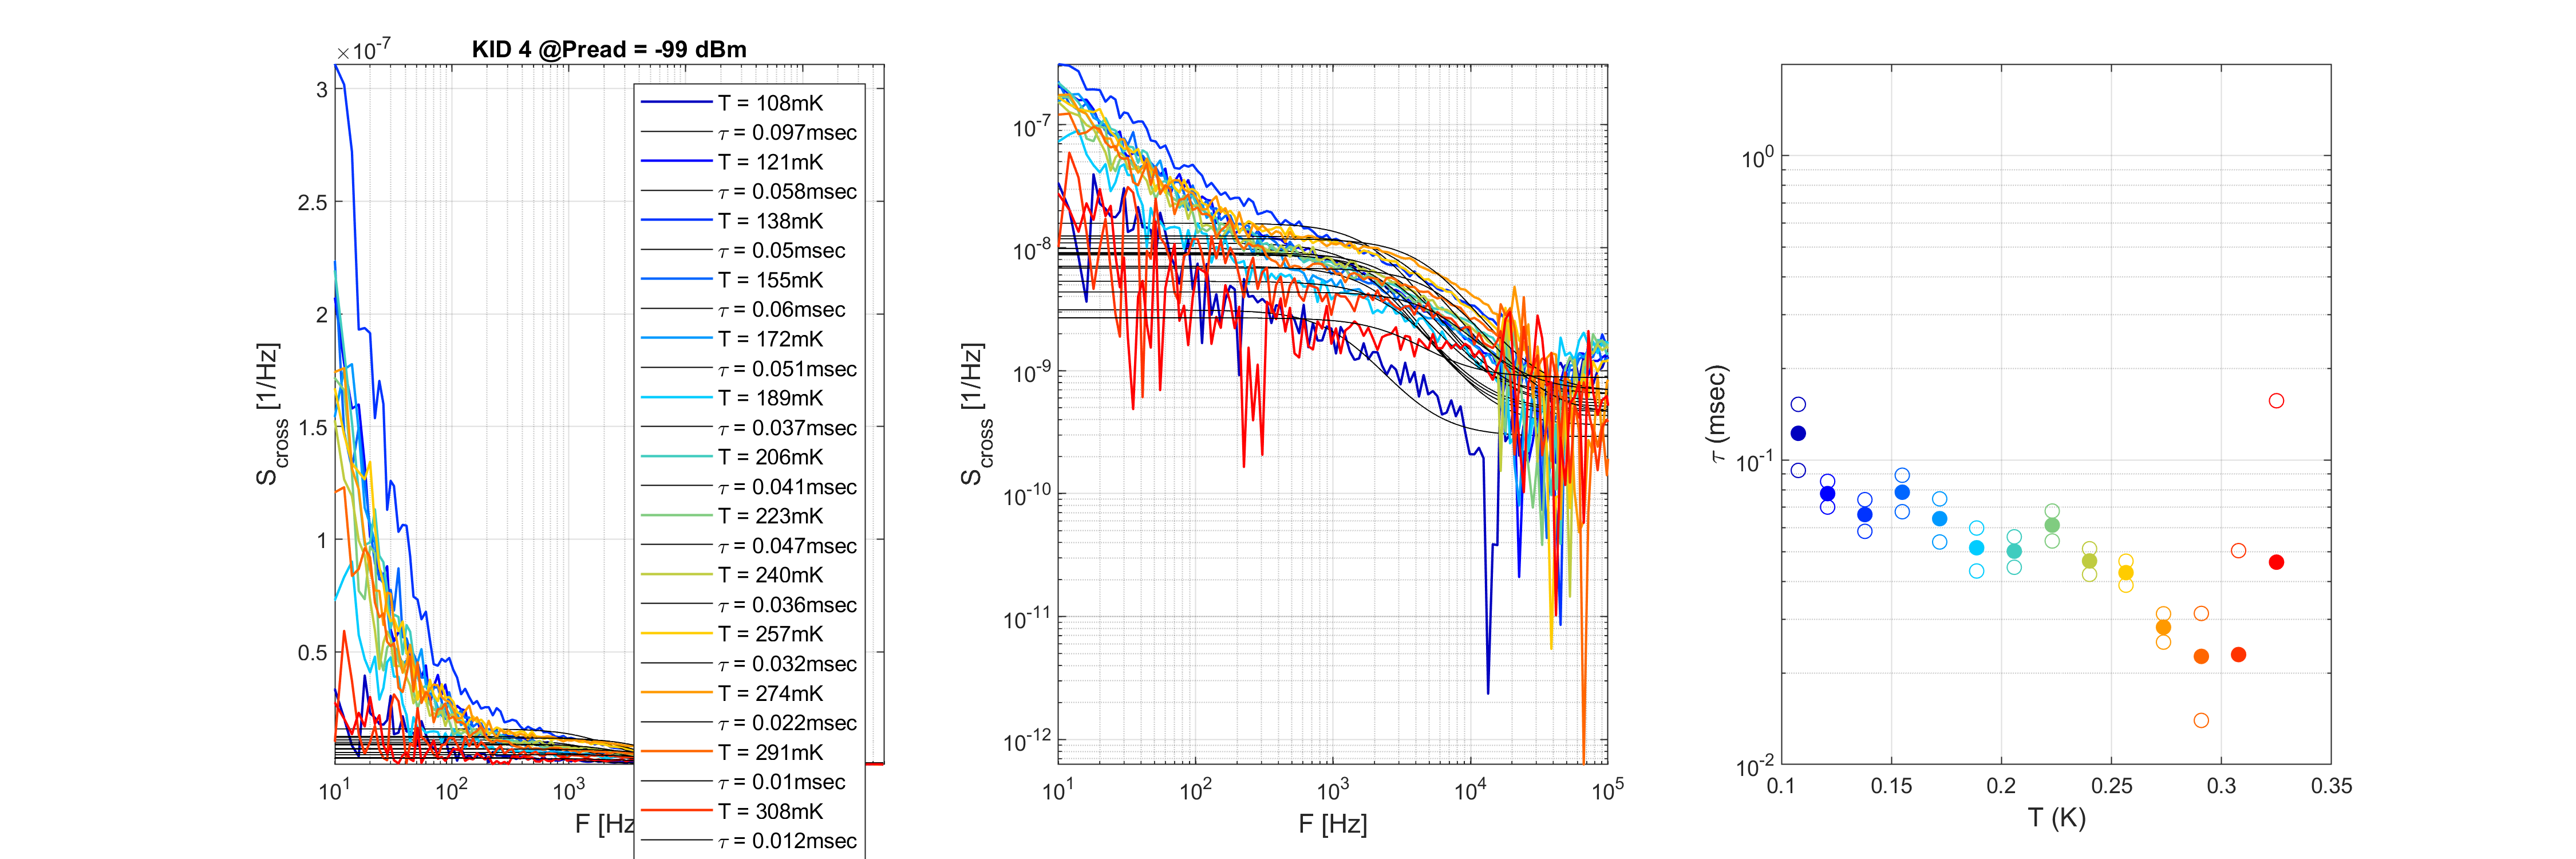 KID 4 @Pread = -99 dBm
×10⁻⁷
3
2.5
2
1.5
1
0.5
S_cross [1/Hz]
10¹ 10² 10³
F [Hz
T = 108mK
τ = 0.097msec
T = 121mK
τ = 0.058msec
T = 138mK
τ = 0.05msec
T = 155mK
τ = 0.06msec
T = 172mK
τ = 0.051msec
T = 189mK
τ = 0.037msec
T = 206mK
τ = 0.041msec
T = 223mK
τ = 0.047msec
T = 240mK
τ = 0.036msec
T = 257mK
τ = 0.032msec
T = 274mK
τ = 0.022msec
T = 291mK
τ = 0.01msec
T = 308mK
τ = 0.012msec
10⁻⁷
10⁻⁸
10⁻⁹
10⁻¹⁰
10⁻¹¹
10⁻¹²
S_cross [1/Hz]
10¹ 10² 10³ 10⁴ 10⁵
F [Hz]
10⁰
10⁻¹
10⁻²
τ (msec)
0.1 0.15 0.2 0.25 0.3 0.35
T (K)